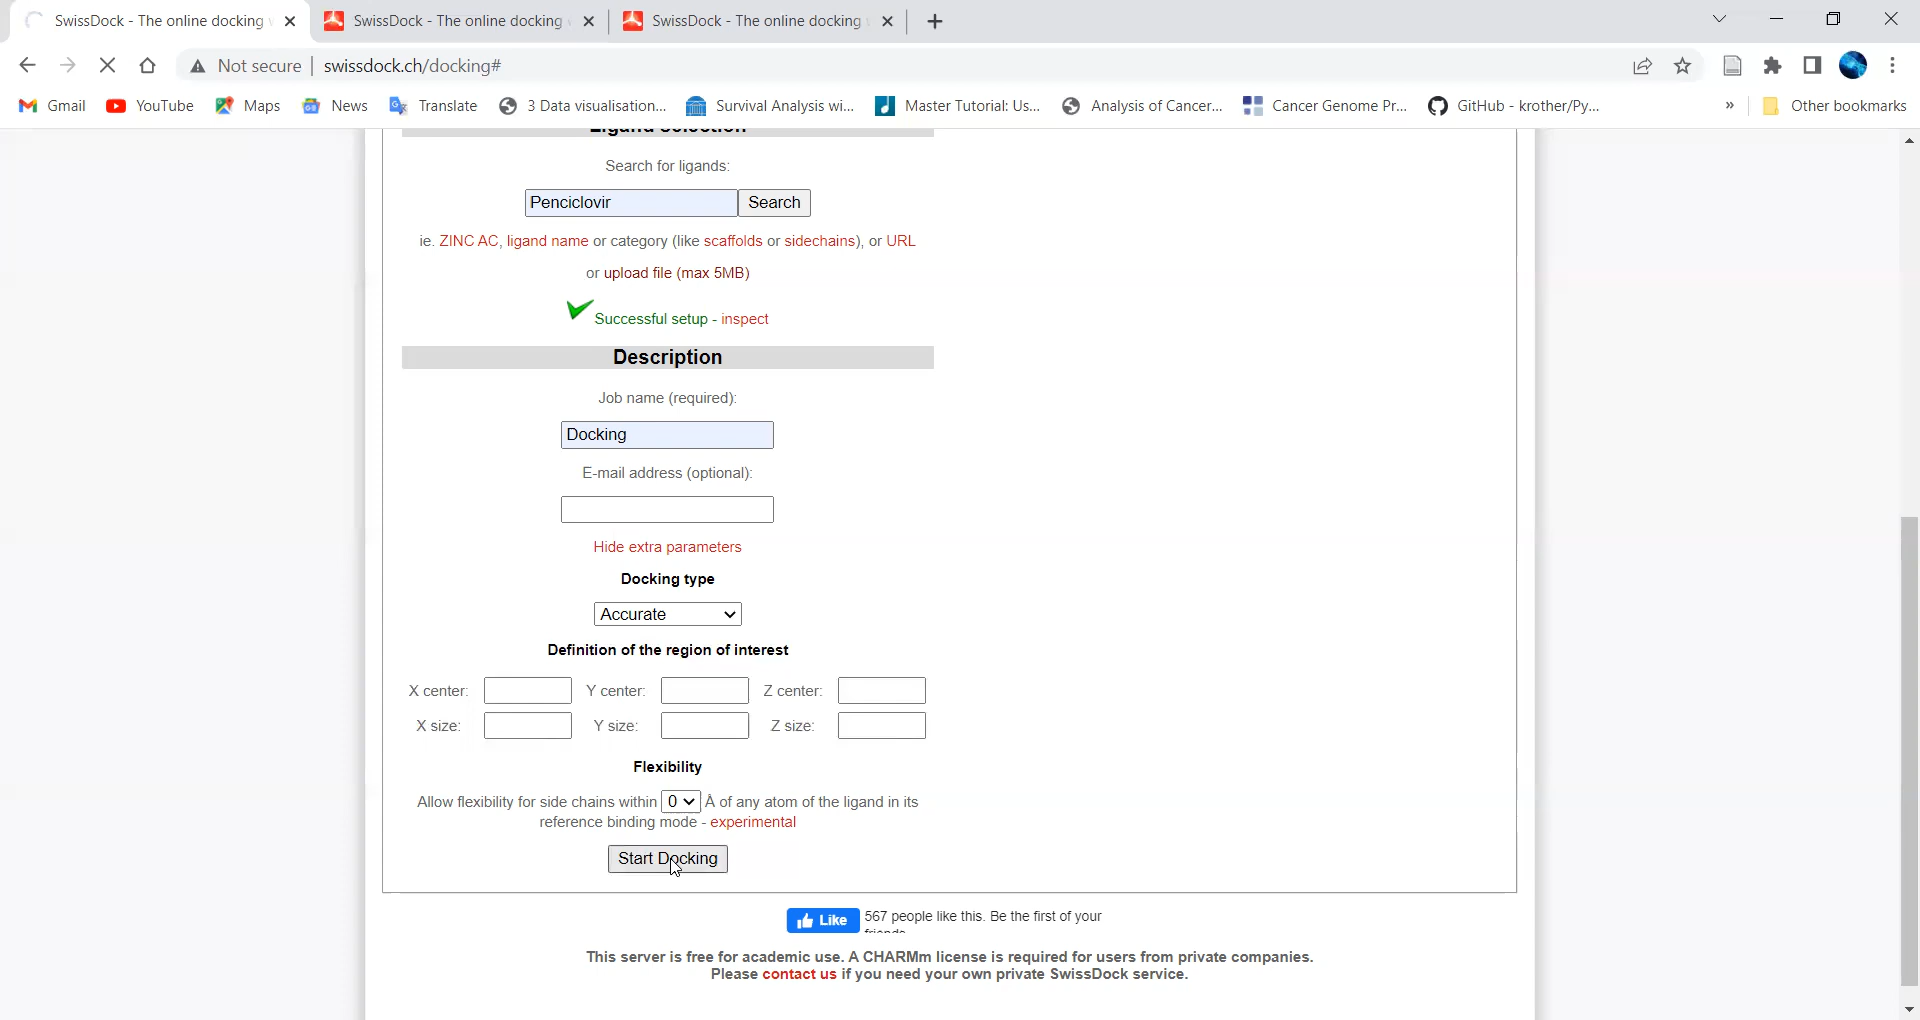 SwissDock - The online docking
SwissDock - The online docking
SwissDock - The online docking
Not secure | swissdock.ch/docking#
Gmail
YouTube
Maps
News
Translate
3 Data visualisation...
Survival Analysis wi...
Master Tutorial: Us...
Analysis of Cancer...
Cancer Genome Pr...
GitHub - krother/Py...
»
Other bookmarks
Ligand selection
Search for ligands:
Penciclovir Search
ie. ZINC AC, ligand name or category (like scaffolds or sidechains), or URL
or upload file (max 5MB)
Successful setup - inspect
Description
Job name (required):
Docking
E-mail address (optional):
Hide extra parameters
Docking type
Accurate
Definition of the region of interest
X center: Y center: Z center:
X size: Y size: Z size:
Flexibility
Allow flexibility for side chains within 0 Å of any atom of the ligand in its
reference binding mode - experimental
Start Docking
Like 567 people like this. Be the first of your
friends.
This server is free for academic use. A CHARMm license is required for users from private companies.
Please contact us if you need your own private SwissDock service.